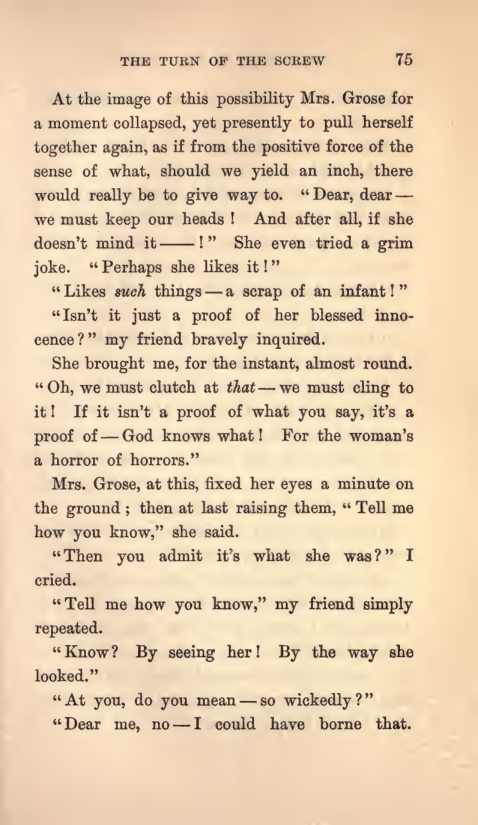 THE TURN OF THE SCREW 75
At the image of this possibility Mrs. Grose for
a moment collapsed, yet presently to pull herself
together again, as if from the positive force of the
sense of what, should we yield an inch, there
would really be to give way to. “Dear, dear—
we must keep our heads! And after all, if she
doesn’t mind it——!” She even tried a grim
joke. “Perhaps she likes it!”
“Likes such things—a scrap of an infant!”
“Isn’t it just a proof of her blessed inno-
cence?” my friend bravely inquired.
She brought me, for the instant, almost round.
“Oh, we must clutch at that—we must cling to
it! If it isn’t a proof of what you say, it’s a
proof of—God knows what! For the woman’s
a horror of horrors.”
Mrs. Grose, at this, fixed her eyes a minute on
the ground; then at last raising them, “Tell me
how you know,” she said.
“Then you admit it’s what she was?” I
cried.
“Tell me how you know,” my friend simply
repeated.
“Know? By seeing her! By the way she
looked.”
“At you, do you mean—so wickedly?”
“Dear me, no—I could have borne that.